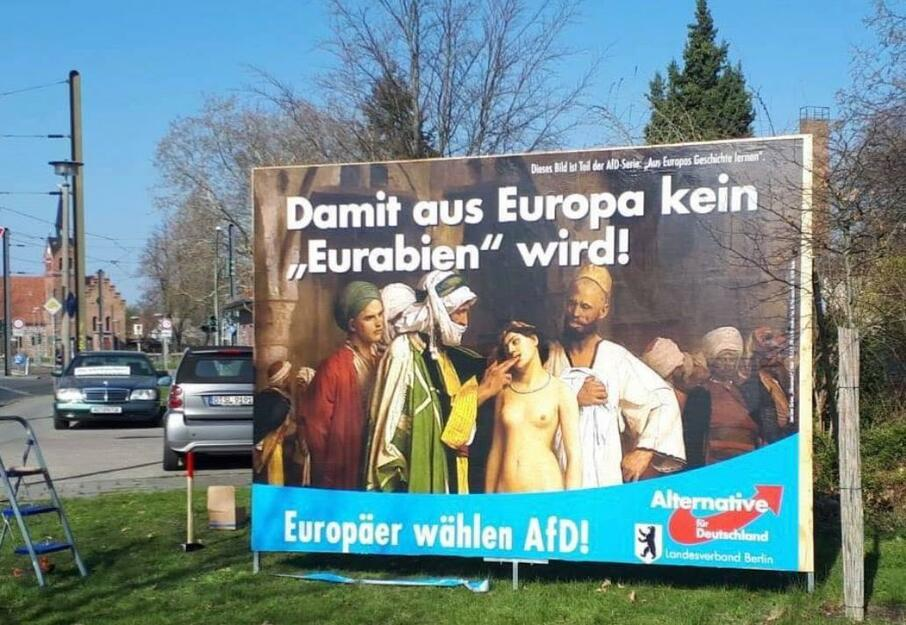 Dieses Bild ist Teil der AfD-Serie: „Aus Europas Geschichte lernen".
Damit aus Europa kein
„Eurabien“ wird!
Europäer wählen AfD!
Alternative
für
Deutschland
Landesverband Berlin